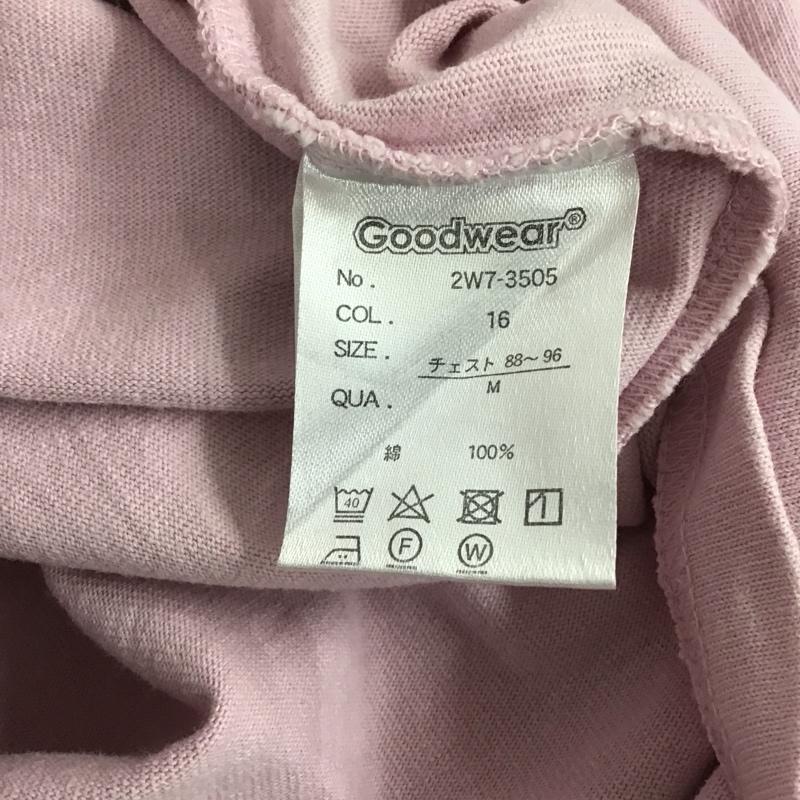 Goodwear®
No. 2W7-3505
COL. 16
SIZE. チェスト 88～96
M
QUA.
綿 100%
40
F W